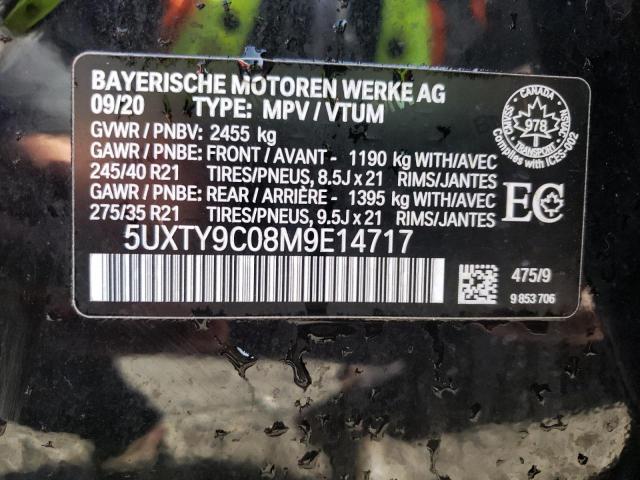 BAYERISCHE MOTOREN WERKE AG
09/20 TYPE: MPV / VTUM
GVWR / PNBV: 2455 kg
GAWR / PNBE: FRONT / AVANT - 1190 kg WITH/AVEC
245/40 R21 TIRES/PNEUS, 8.5J x 21 RIMS/JANTES
GAWR / PNBE: REAR / ARRIÈRE - 1395 kg WITH/AVEC
275/35 R21 TIRES/PNEUS, 9.5J x 21 RIMS/JANTES
5UXTY9C08M9E14717
CANADA
978
TRANSPORT
Complies with ICES-002
EC
475/9
9 853 706